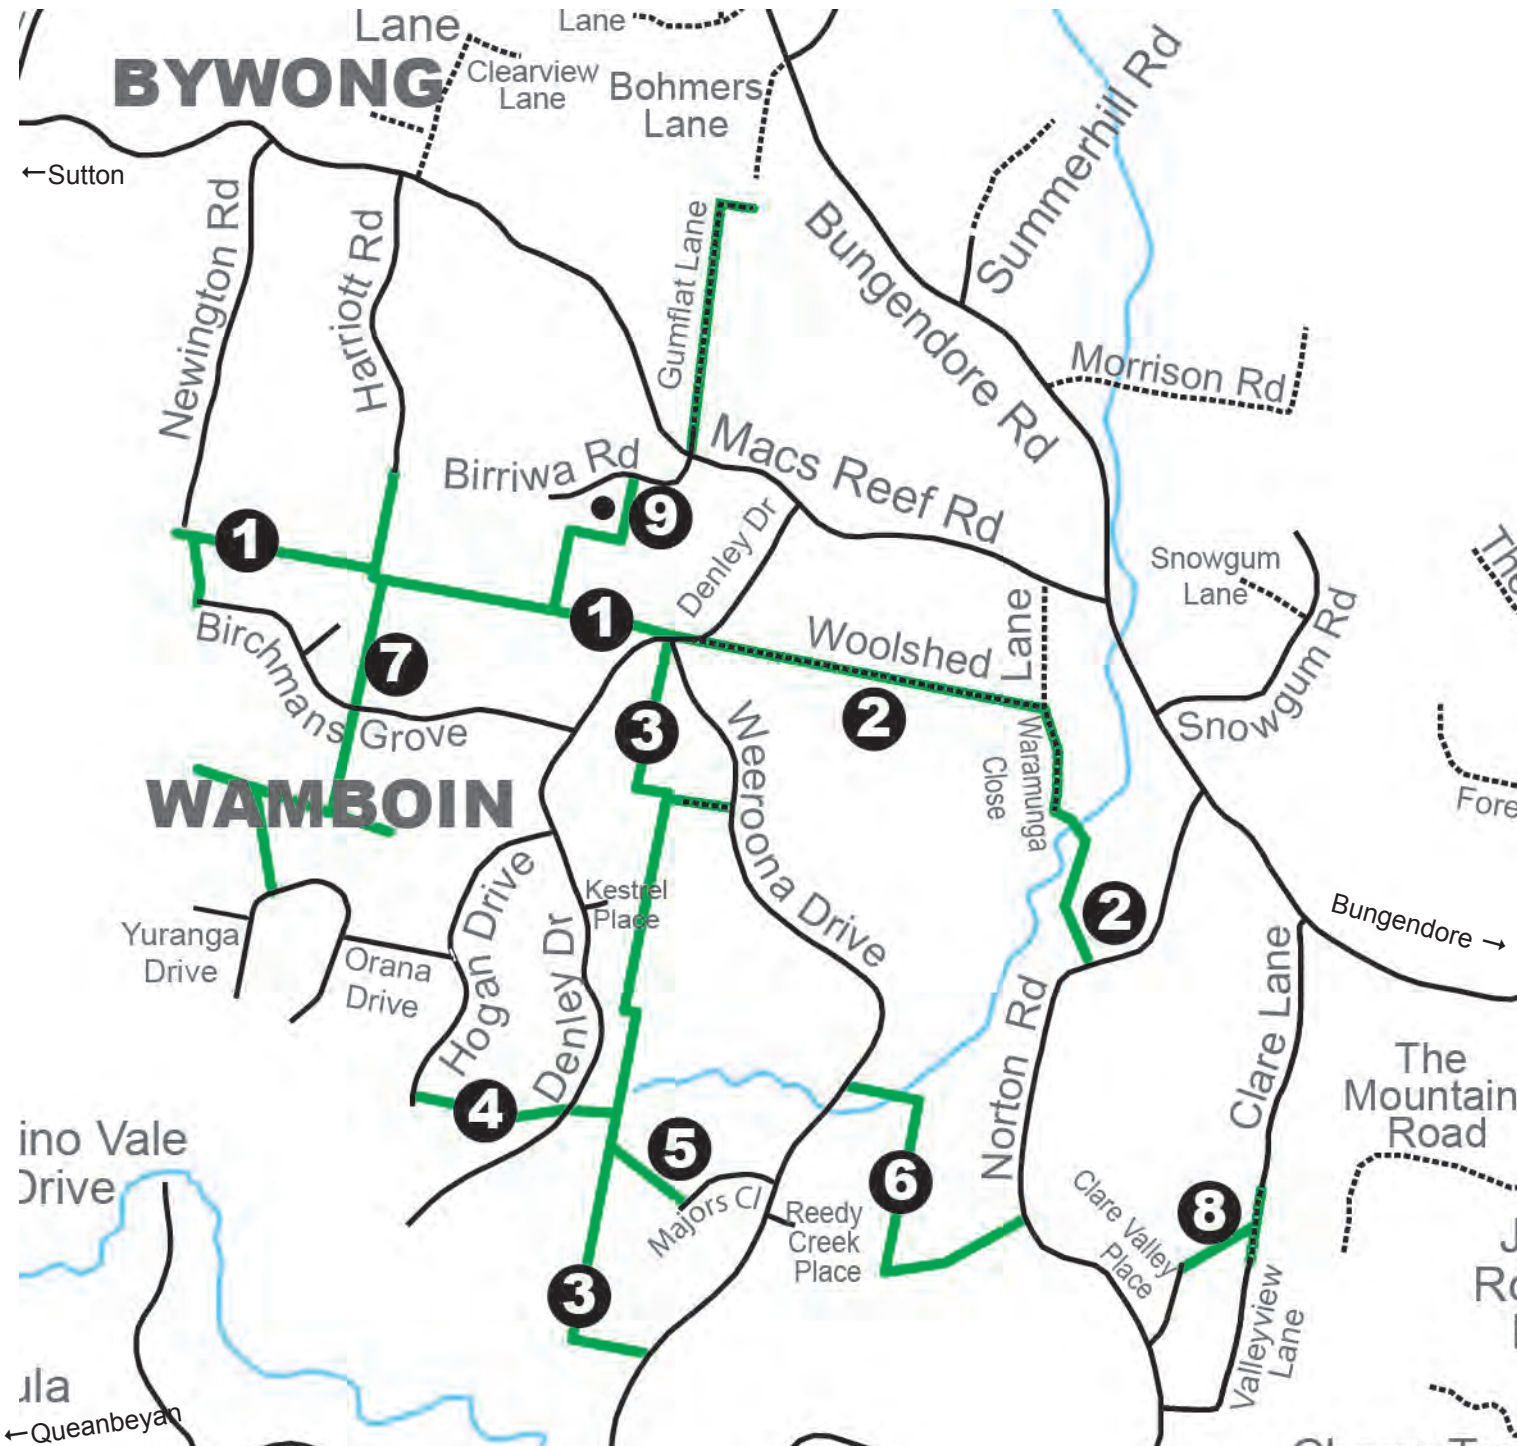 Lane
Lane
BYWONG
Clearview
Lane
Bohmers
Lane
Summerhill Rd
←Sutton
Newington Rd
Harriott Rd
Gumflat Lane
Bungendore Rd
Morrison Rd
Birriwa Rd
Macs Reef Rd
9
1
Denley Dr
Snowgum
Lane
The
1
Birchmans Grove
7
Woolshed
Lane
Snowgum Rd
3
2
Weeroona Drive
Waramunga
Close
WAMBOIN
Fore
Hogan Drive
Kestrel
Place
Denley Dr
2
Yuranga
Drive
Orana
Drive
Bungendore →
Norton Rd
Clare Lane
The
Mountain
Road
4
ino Vale
Drive
5
6
Majors Cl
Reedy
Creek
Place
Clare Valley
Place
8
J
Ro
3
Valleyview
Lane
ula
←Queanbeyan